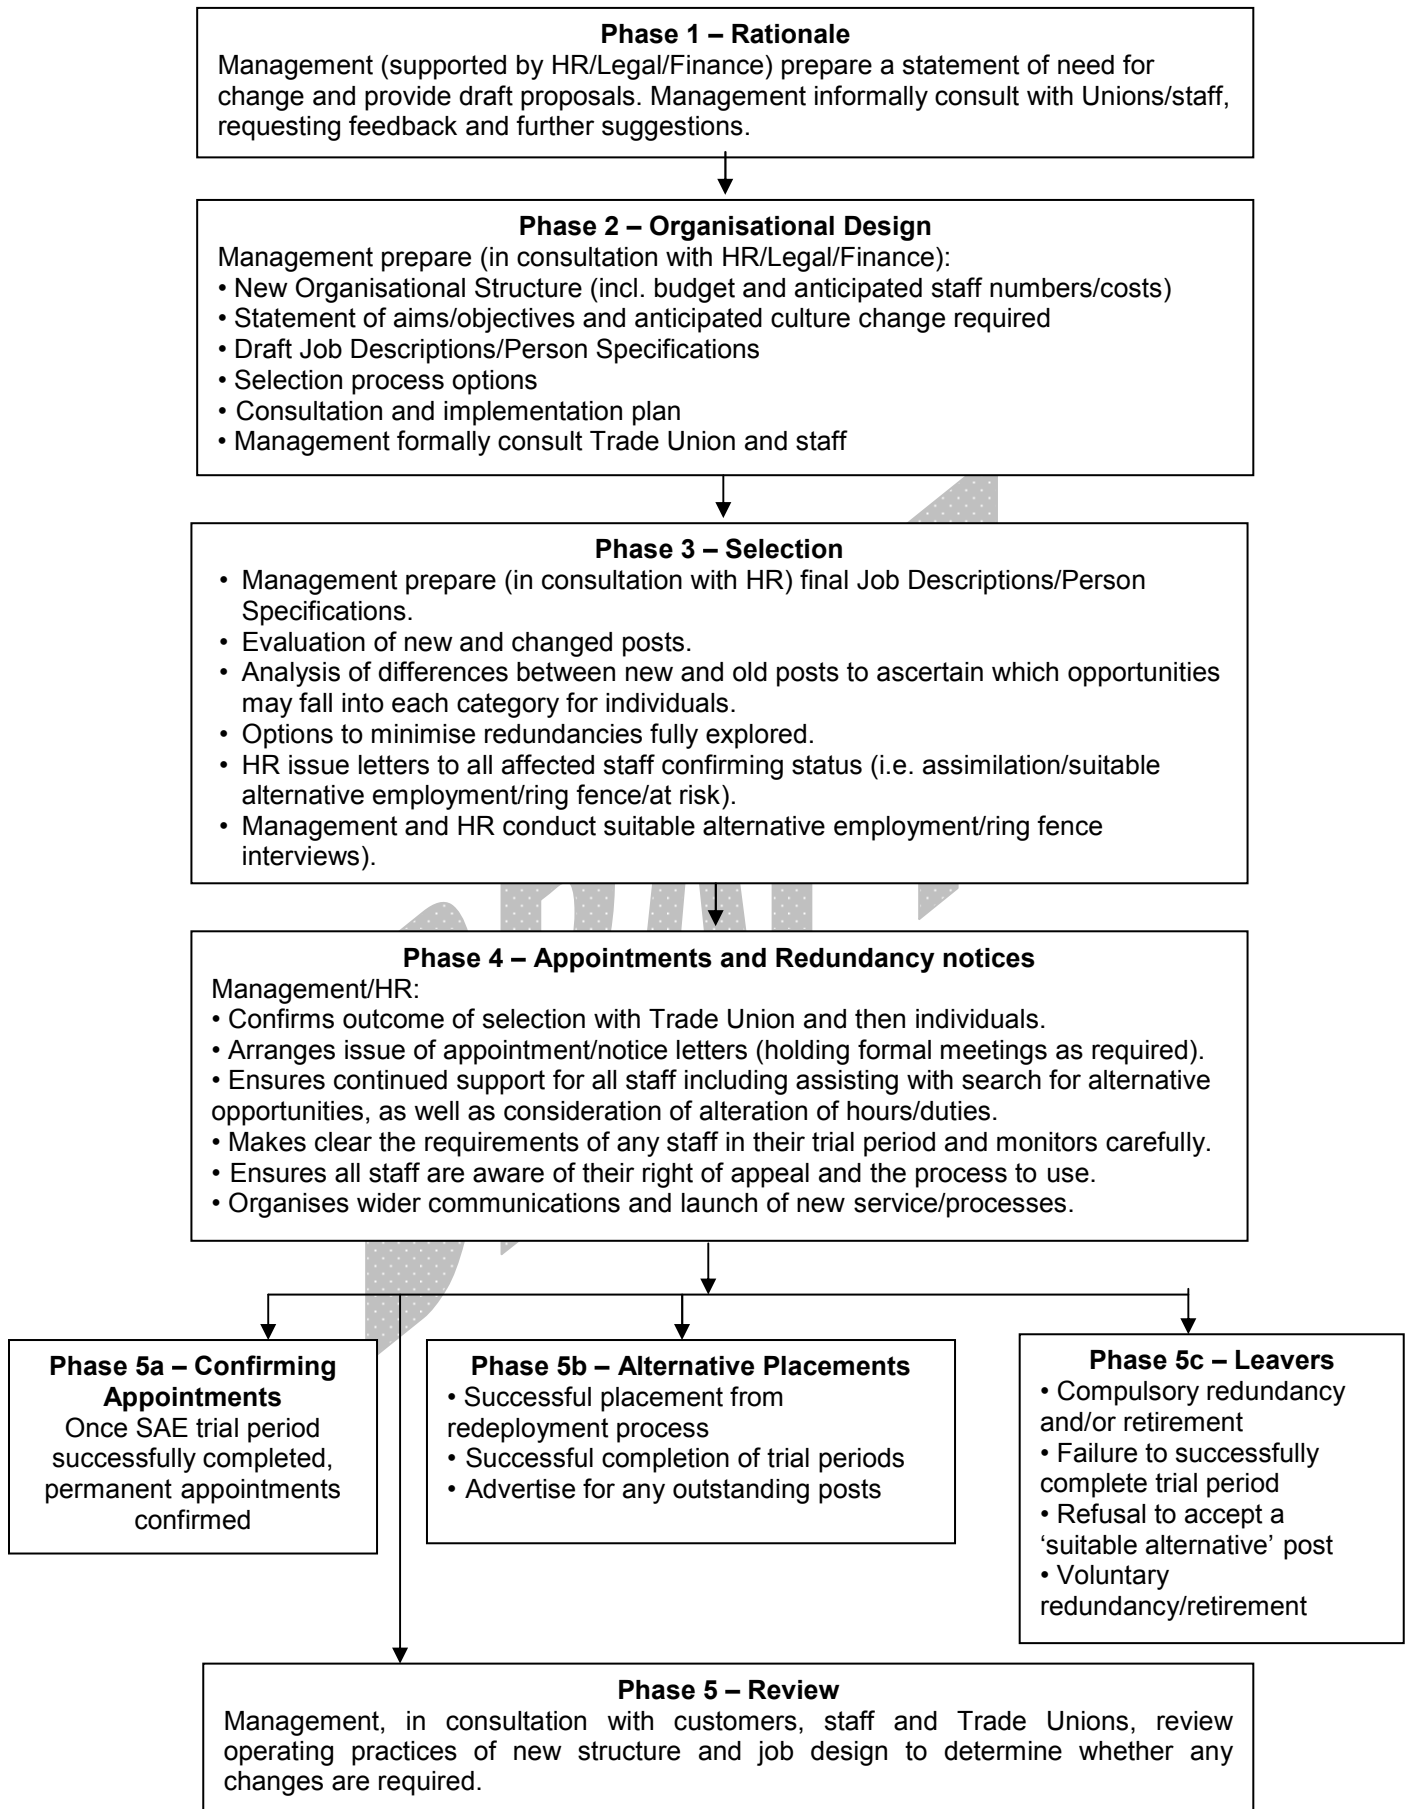 Phase 1 – Rationale
Management (supported by HR/Legal/Finance) prepare a statement of need for
change and provide draft proposals. Management informally consult with Unions/staff,
requesting feedback and further suggestions.
Phase 2 – Organisational Design
Management prepare (in consultation with HR/Legal/Finance):
• New Organisational Structure (incl. budget and anticipated staff numbers/costs)
• Statement of aims/objectives and anticipated culture change required
• Draft Job Descriptions/Person Specifications
• Selection process options
• Consultation and implementation plan
• Management formally consult Trade Union and staff
Phase 3 – Selection
• Management prepare (in consultation with HR) final Job Descriptions/Person
Specifications.
• Evaluation of new and changed posts.
• Analysis of differences between new and old posts to ascertain which opportunities
may fall into each category for individuals.
• Options to minimise redundancies fully explored.
• HR issue letters to all affected staff confirming status (i.e. assimilation/suitable
alternative employment/ring fence/at risk).
• Management and HR conduct suitable alternative employment/ring fence
interviews).
Phase 4 – Appointments and Redundancy notices
Management/HR:
• Confirms outcome of selection with Trade Union and then individuals.
• Arranges issue of appointment/notice letters (holding formal meetings as required).
• Ensures continued support for all staff including assisting with search for alternative
opportunities, as well as consideration of alteration of hours/duties.
• Makes clear the requirements of any staff in their trial period and monitors carefully.
• Ensures all staff are aware of their right of appeal and the process to use.
• Organises wider communications and launch of new service/processes.
Phase 5a – Confirming
Appointments
Once SAE trial period
successfully completed,
permanent appointments
confirmed
Phase 5b – Alternative Placements
• Successful placement from
redeployment process
• Successful completion of trial periods
• Advertise for any outstanding posts
Phase 5c – Leavers
• Compulsory redundancy
and/or retirement
• Failure to successfully
complete trial period
• Refusal to accept a
‘suitable alternative’ post
• Voluntary
redundancy/retirement
Phase 5 – Review
Management, in consultation with customers, staff and Trade Unions, review
operating practices of new structure and job design to determine whether any
changes are required.